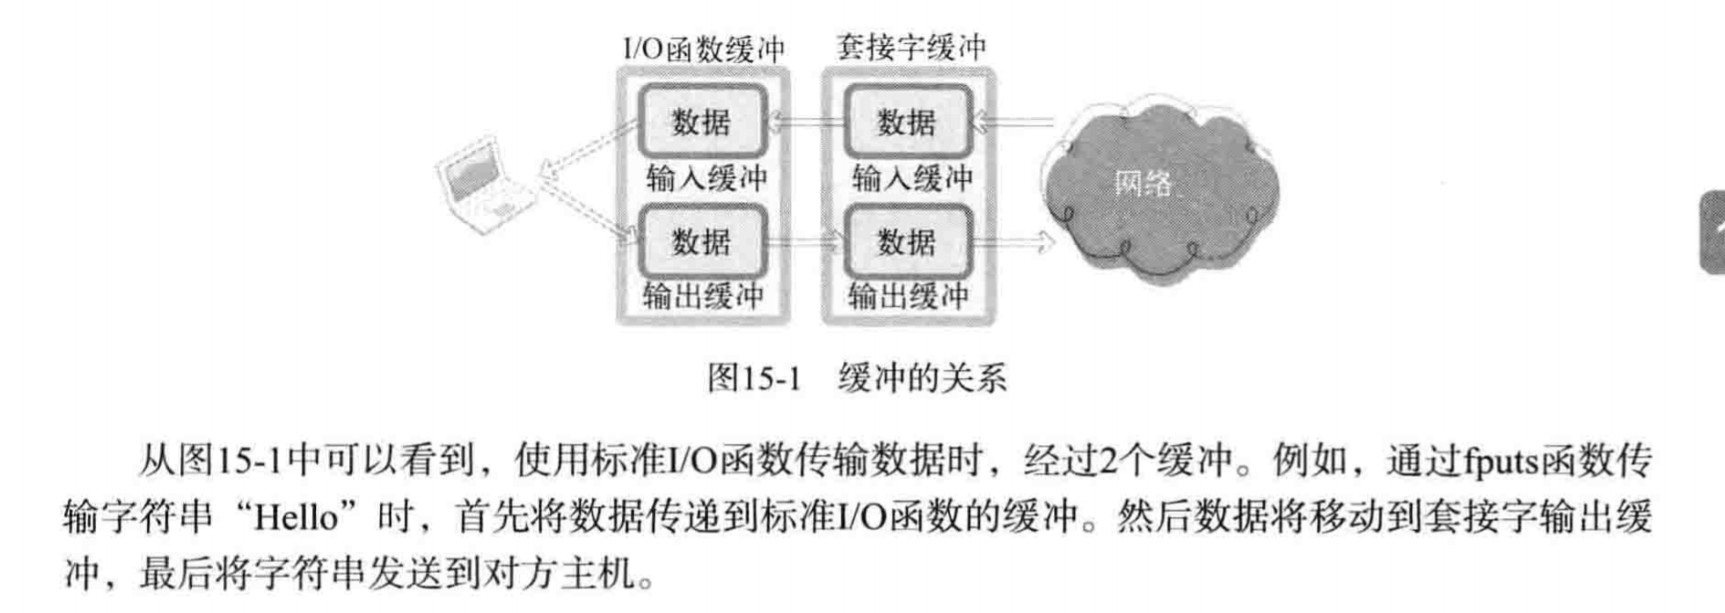 I/O函数缓冲 套接字缓冲
数据 数据
输入缓冲 输入缓冲
网络
数据 数据
输出缓冲 输出缓冲
图15-1 缓冲的关系
从图15-1中可以看到，使用标准I/O函数传输数据时，经过2个缓冲。例如，通过fputs函数传
输字符串“Hello”时，首先将数据传递到标准I/O函数的缓冲。然后数据将移动到套接字输出缓
冲，最后将字符串发送到对方主机。